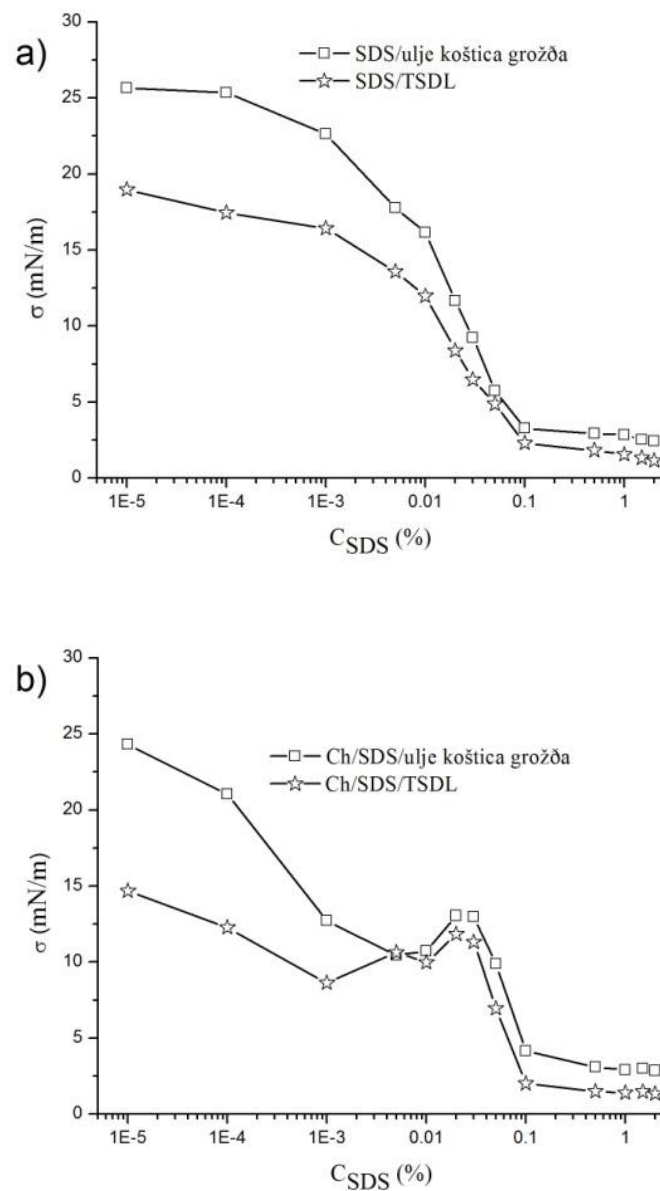 a)
30
25
20
15
10
5
0
σ (mN/m)
SDS/ulje koštica grožđa
SDS/TSDL
1E-5 1E-4 1E-3 0.01 0.1 1
C_SDS (%)
b)
30
25
20
15
10
5
0
σ (mN/m)
Ch/SDS/ulje koštica grožđa
Ch/SDS/TSDL
1E-5 1E-4 1E-3 0.01 0.1 1
C_SDS (%)